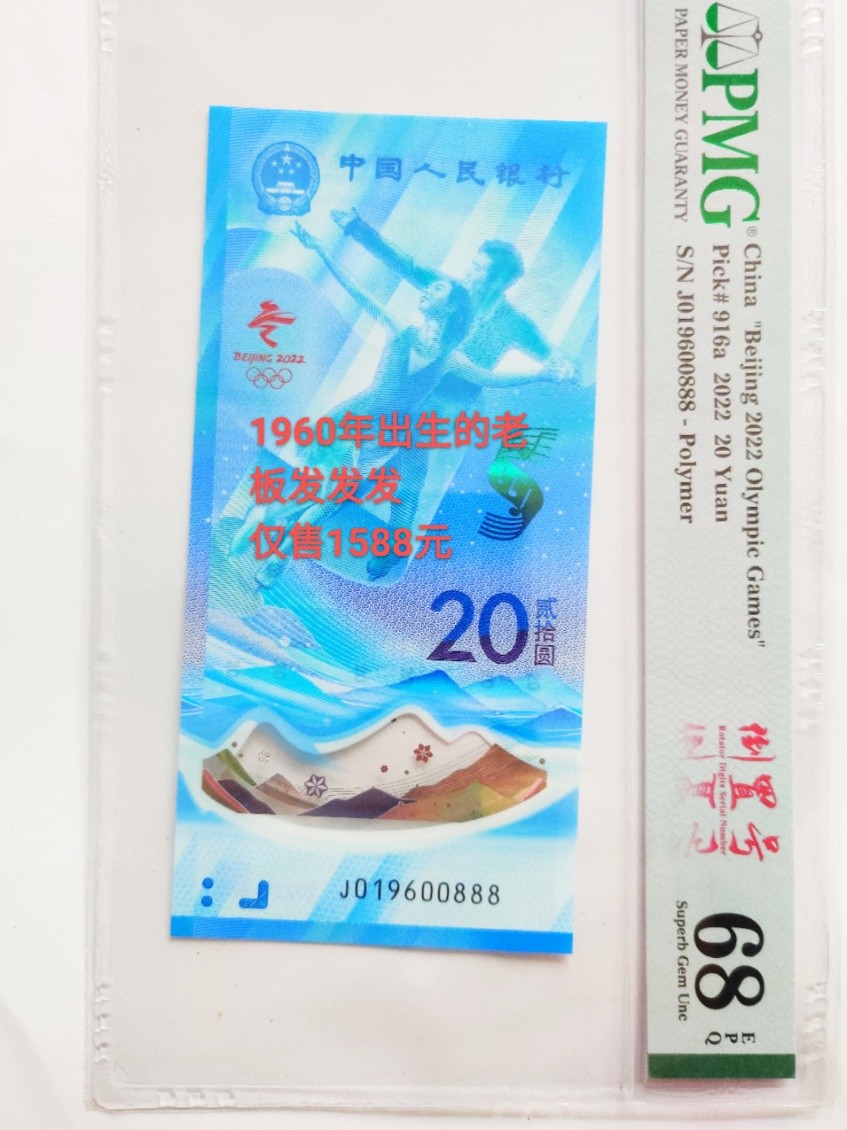 中国人民银行
BEIJING 2022
1960年出生的老
板发发发
仅售1588元
20
贰拾圆
J019600888
PMG®
PAPER MONEY GUARANTY
China "Beijing 2022 Olympic Games"
Pick# 916a 2022 20 Yuan
S/N J019600888 - Polymer
倒置号
Rotator Digits Serial Number
68 EPQ
Superb Gem Unc